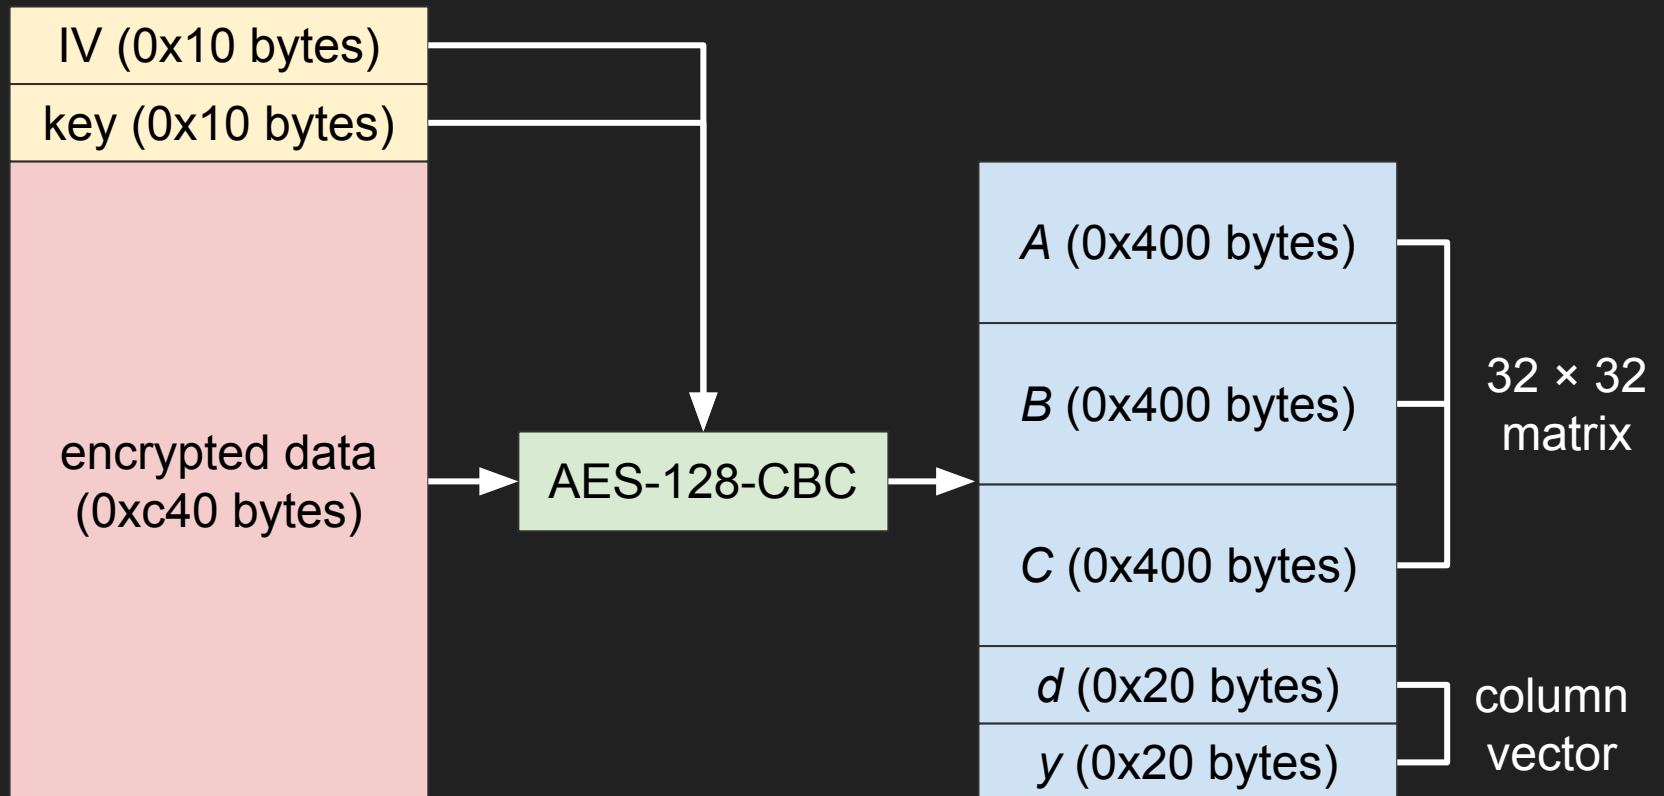 IV (0x10 bytes)
key (0x10 bytes)
encrypted data
(0xc40 bytes)
AES-128-CBC
A (0x400 bytes)
B (0x400 bytes)
C (0x400 bytes)
d (0x20 bytes)
y (0x20 bytes)
32 × 32
matrix
column
vector